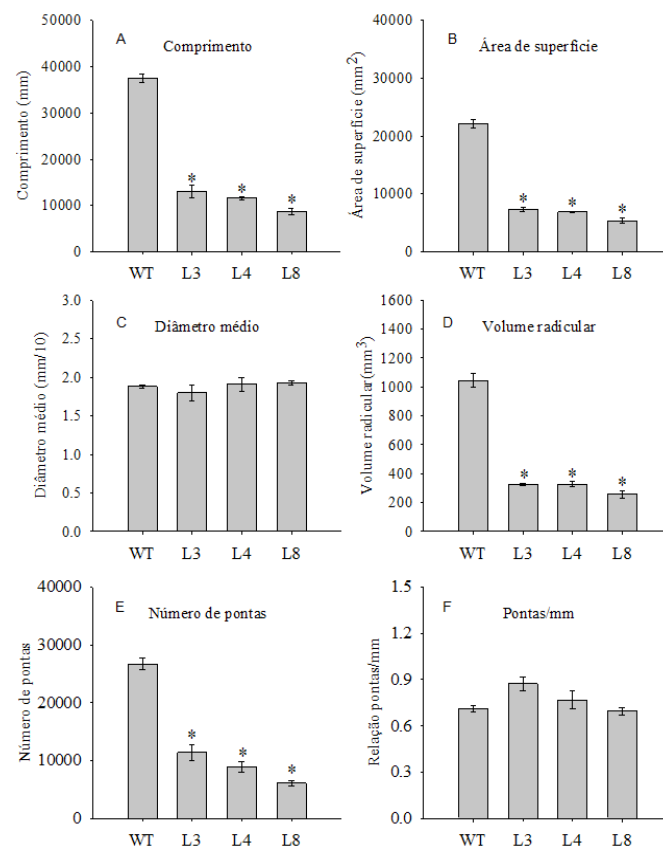 A Comprimento
Comprimento (mm)
50000
40000
30000
20000
10000
0
* * *
WT L3 L4 L8
B Área de superficie
Área de superficie (mm²)
40000
30000
20000
10000
0
* * *
WT L3 L4 L8
C Diâmetro médio
Diâmetro médio (mm/10)
3.0
2.5
2.0
1.5
1.0
0.5
0.0
WT L3 L4 L8
D Volume radicular
Volume radicular(mm³)
1600
1400
1200
1000
800
600
400
200
0
* * *
WT L3 L4 L8
E Número de pontas
Número de pontas
40000
30000
20000
10000
0
* * *
WT L3 L4 L8
F Pontas/mm
Relação pontas/mm
1.5
1.2
0.9
0.6
0.3
0.0
WT L3 L4 L8